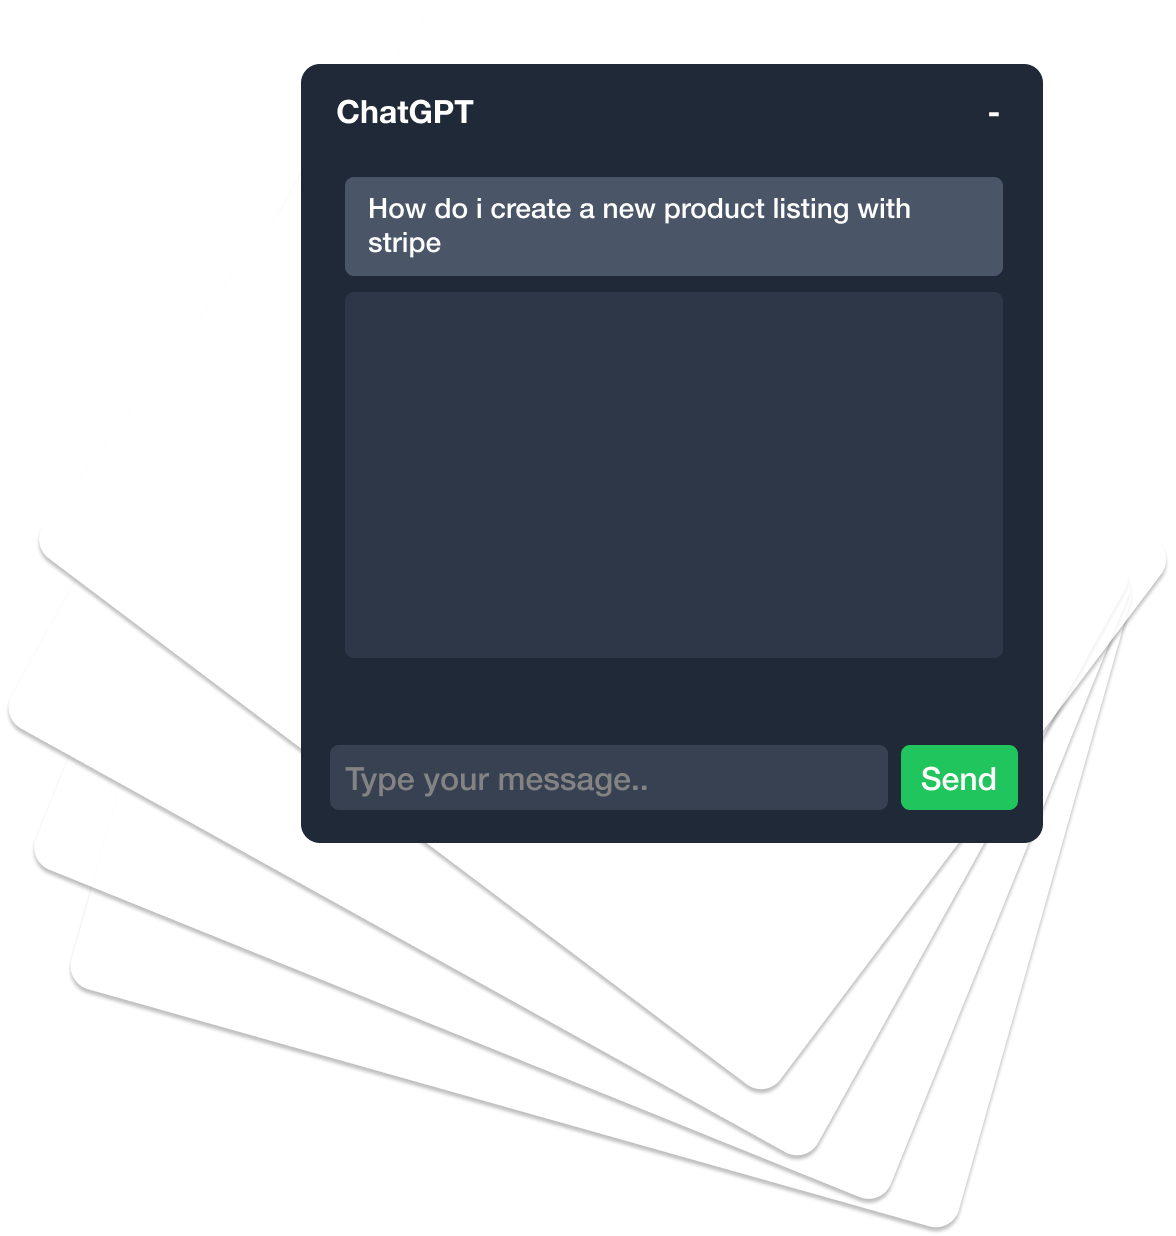 ChatGPT -
How do i create a new product listing with
stripe
Type your message..
Send